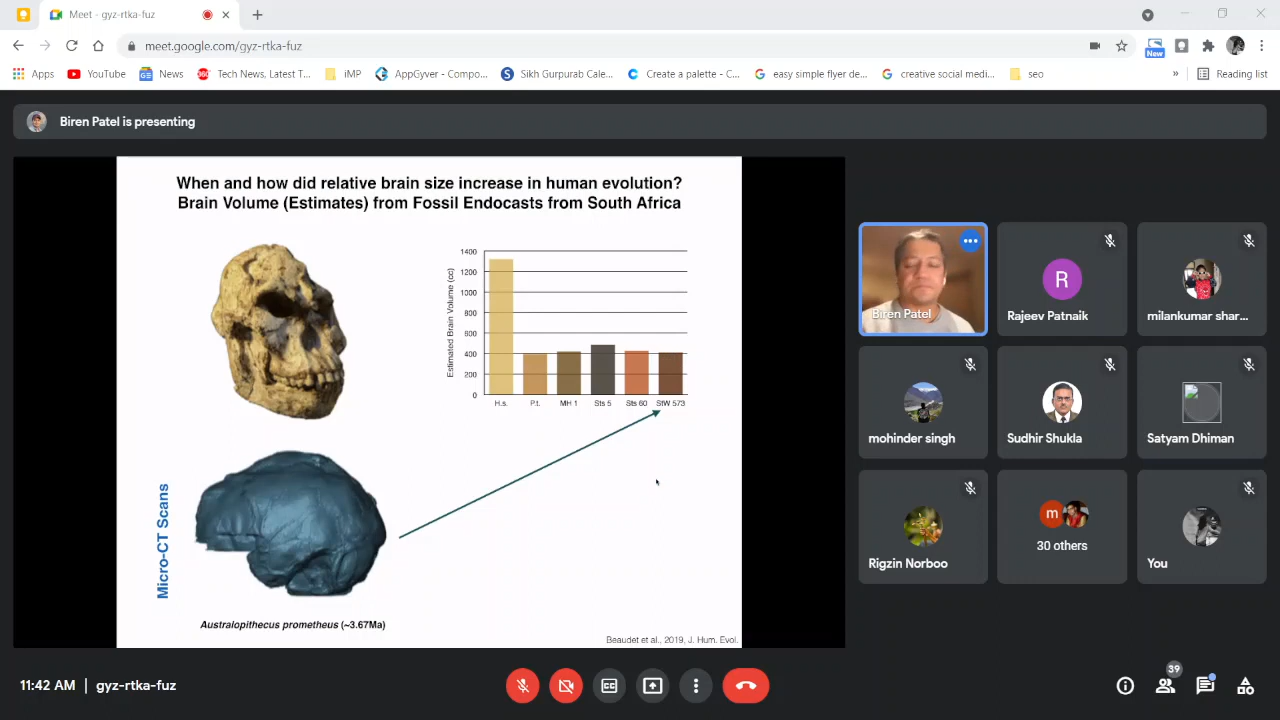 Meet - gyz-rtka-fuz
meet.google.com/gyz-rtka-fuz
New
Apps
YouTube
News
Tech News, Latest T...
iMP
AppGyver - Compo...
Sikh Gurpurab Cale...
Create a palette - C...
easy simple flyer de...
creative social medi...
seo
»
Reading list
Biren Patel is presenting
When and how did relative brain size increase in human evolution?
Brain Volume (Estimates) from Fossil Endocasts from South Africa
Estimated Brain Volume (cc)
1400
1200
1000
800
600
400
200
0
H.s.
P.t.
MH 1
Sts 5
Sts 60
StW 573
Micro-CT Scans
Australopithecus prometheus (~3.67Ma)
Beaudet et al., 2019, J. Hum. Evol.
Biren Patel
R
Rajeev Patnaik
milankumar shar...
mohinder singh
Sudhir Shukla
Satyam Dhiman
Rigzin Norboo
m
30 others
You
11:42 AM | gyz-rtka-fuz
CC
39